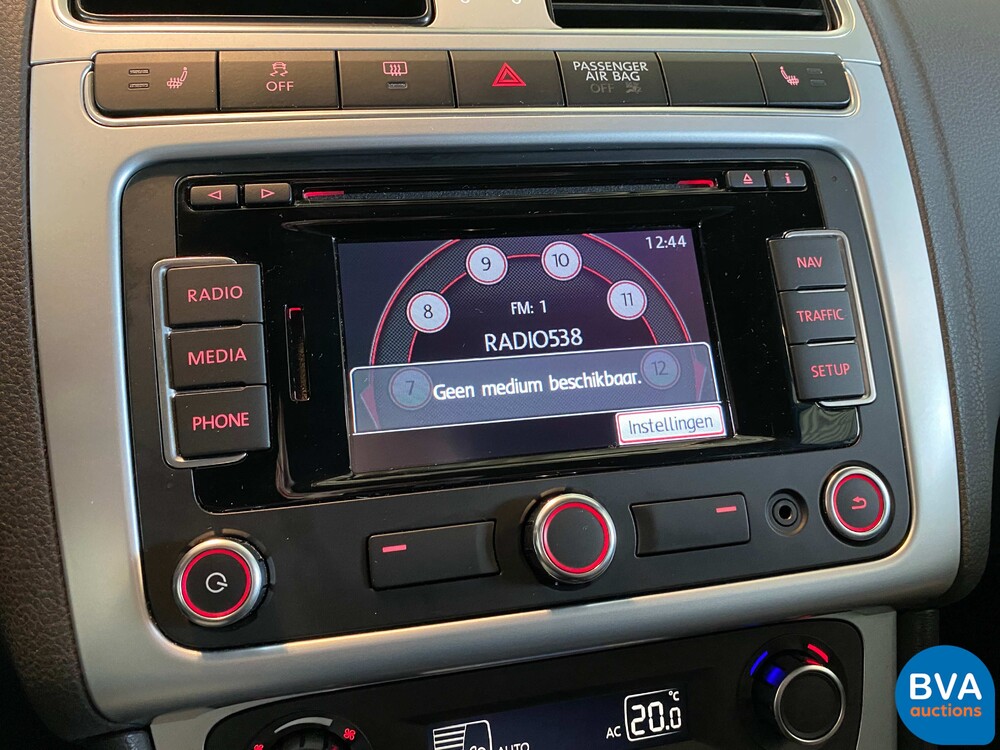 OFF
PASSENGER
AIR BAG
OFF
i
RADIO
MEDIA
PHONE
12:44
9 10
8 11
FM: 1
RADIO538
7 12
Geen medium beschikbaar.
Instellingen
NAV
TRAFFIC
SETUP
AUTO
AC 20.0 °C
BVA
auctions